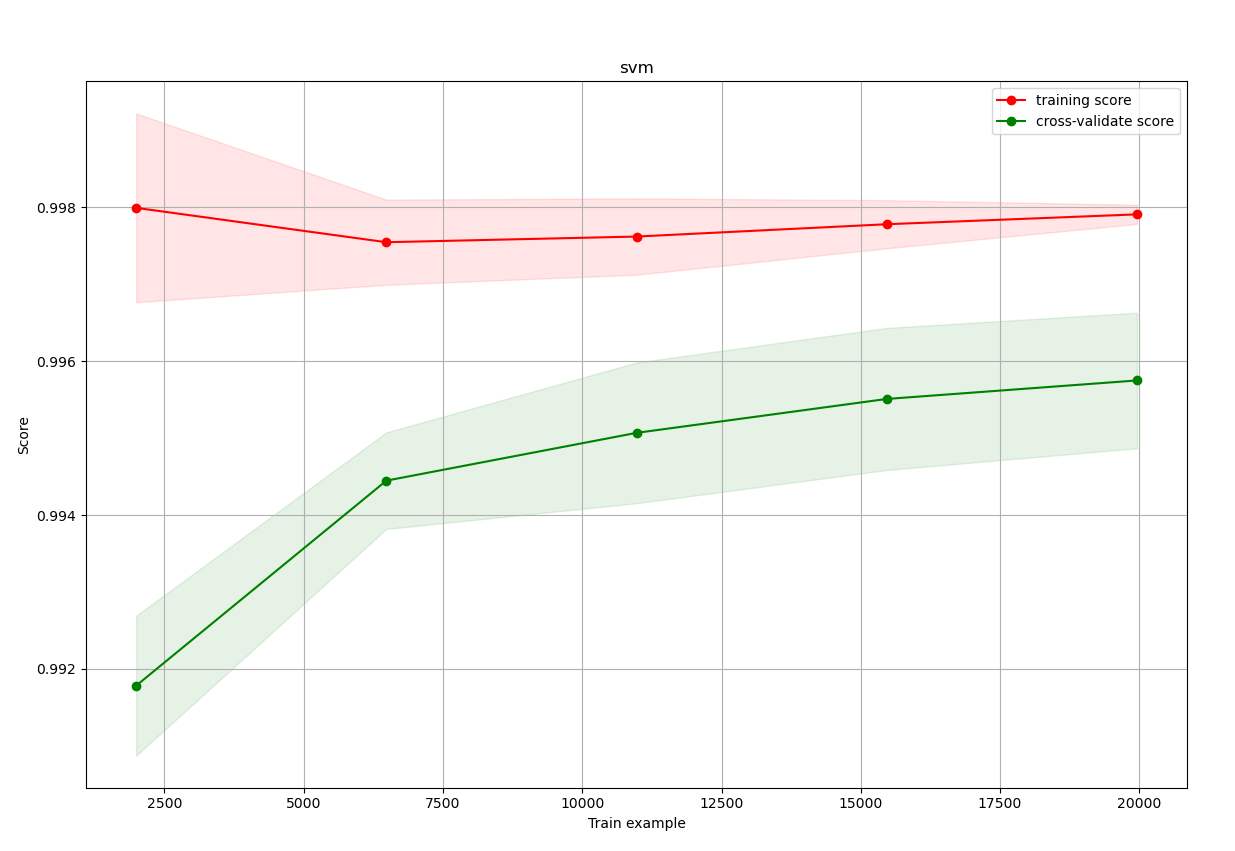 svm
training score
cross-validate score
0.998
0.996
0.994
0.992
Score
2500 5000 7500 10000 12500 15000 17500 20000
Train example